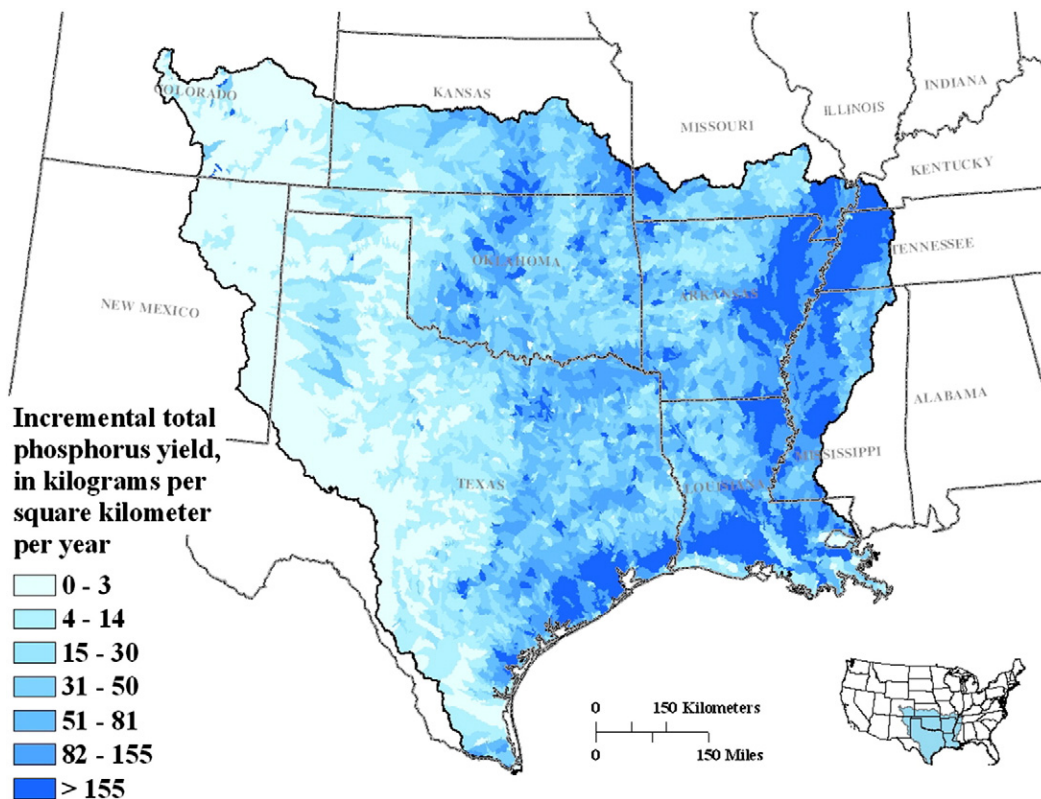 COLORADO
KANSAS
MISSOURI
ILLINOIS
INDIANA
KENTUCKY
TENNESSEE
OKLAHOMA
ARKANSAS
NEW MEXICO
ALABAMA
MISSISSIPPI
TEXAS
LOUISIANA
Incremental total
phosphorus yield,
in kilograms per
square kilometer
per year
0 - 3
4 - 14
15 - 30
31 - 50
51 - 81
82 - 155
> 155
0 150 Kilometers
0 150 Miles